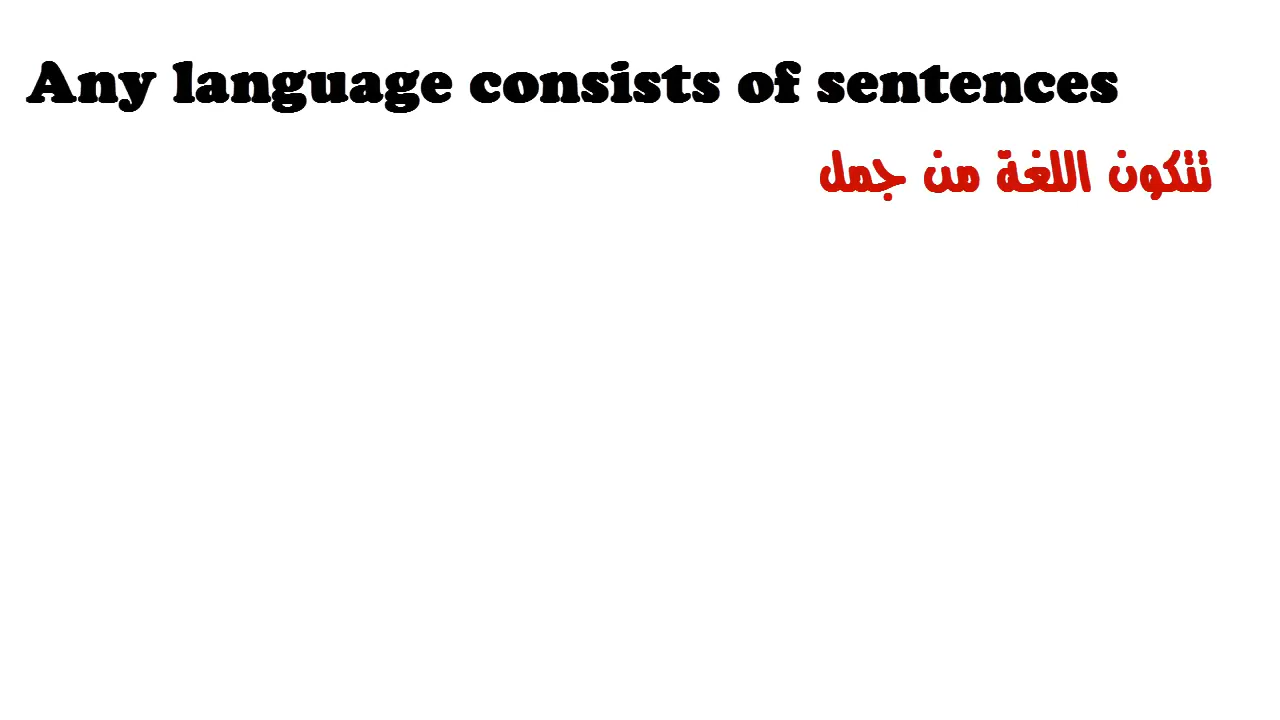 Any language consists of sentences
تتكون اللغة من جمل